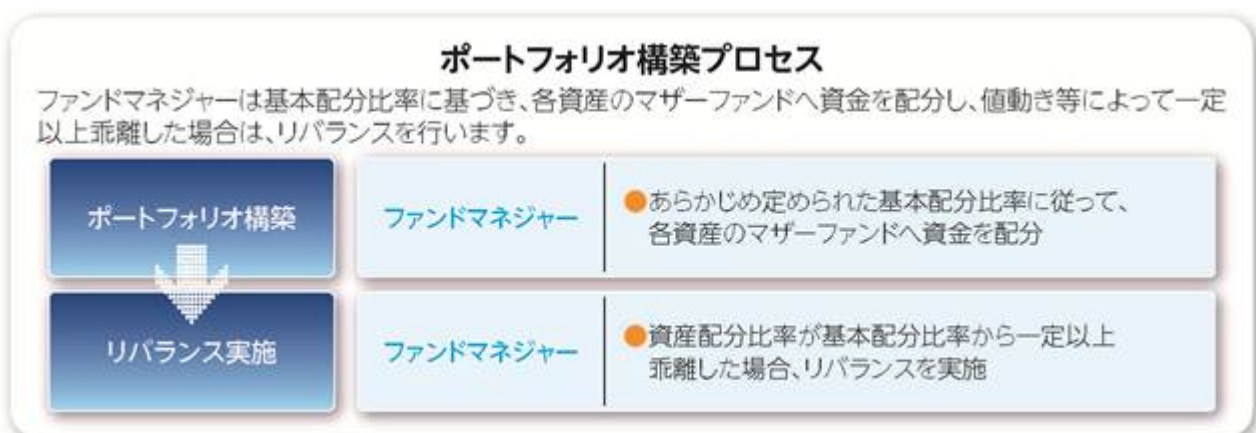 ポートフォリオ構築プロセス
ファンドマネジャーは基本配分比率に基づき、各資産のマザーファンドへ資金を配分し、値動き等によって一定
以上乖離した場合は、リバランスを行います。
ポートフォリオ構築
ファンドマネジャー
●あらかじめ定められた基本配分比率に従って、
各資産のマザーファンドへ資金を配分
リバランス実施
ファンドマネジャー
●資産配分比率が基本配分比率から一定以上
乖離した場合、リバランスを実施